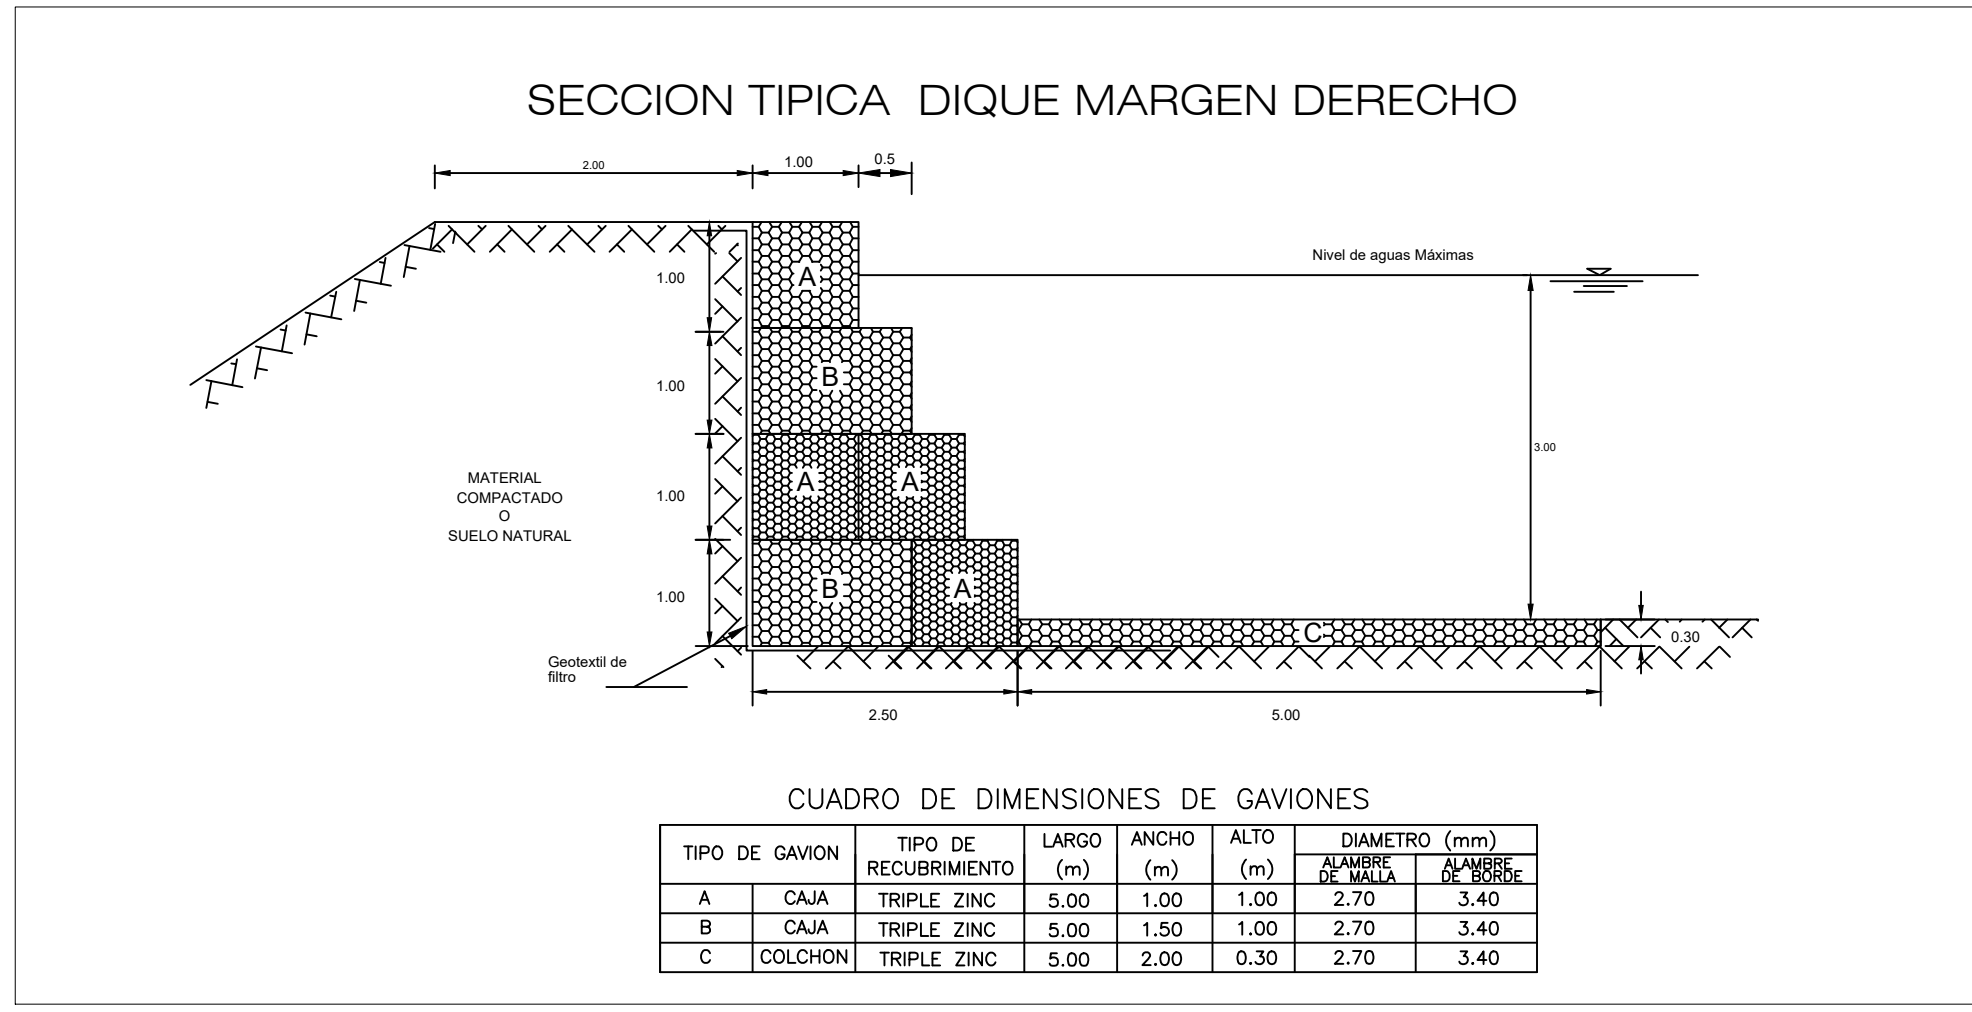 SECCION TIPICA  DIQUE MARGEN DERECHO
2.00
1.00
0.5
Nivel de aguas Máximas
1.00
A
1.00
B
3.00
MATERIAL
COMPACTADO
O
SUELO NATURAL
1.00
A
A
1.00
B
A
C
0.30
Geotextil de
filtro
2.50
5.00
CUADRO DE DIMENSIONES DE GAVIONES
TIPO DE GAVION
TIPO DE
RECUBRIMIENTO
LARGO
(m)
ANCHO
(m)
ALTO
(m)
DIAMETRO (mm)
ALAMBRE
DE MALLA
ALAMBRE
DE BORDE
A CAJA TRIPLE ZINC 5.00 1.00 1.00 2.70 3.40
B CAJA TRIPLE ZINC 5.00 1.50 1.00 2.70 3.40
C COLCHON TRIPLE ZINC 5.00 2.00 0.30 2.70 3.40